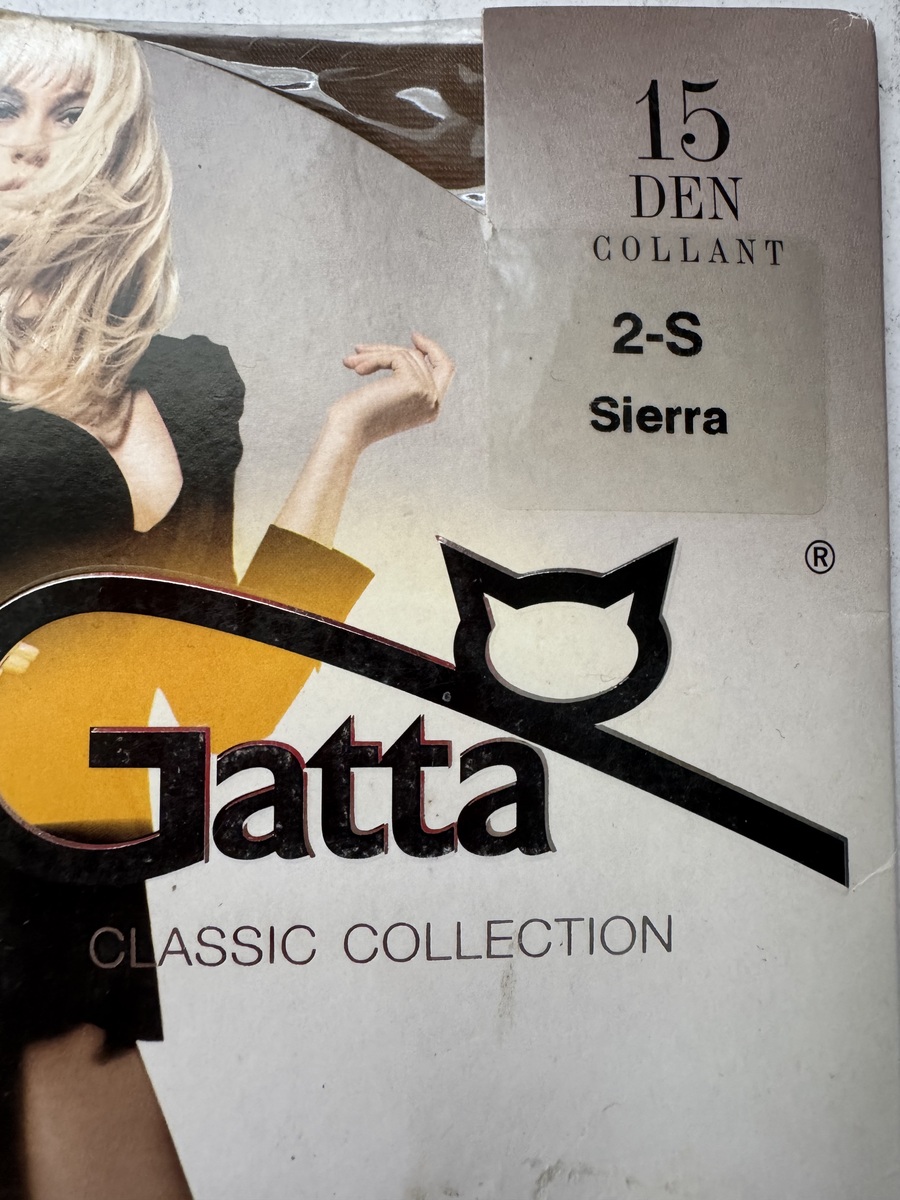 15
DEN
COLLANT
2-S
Sierra
®
Gatta
CLASSIC COLLECTION